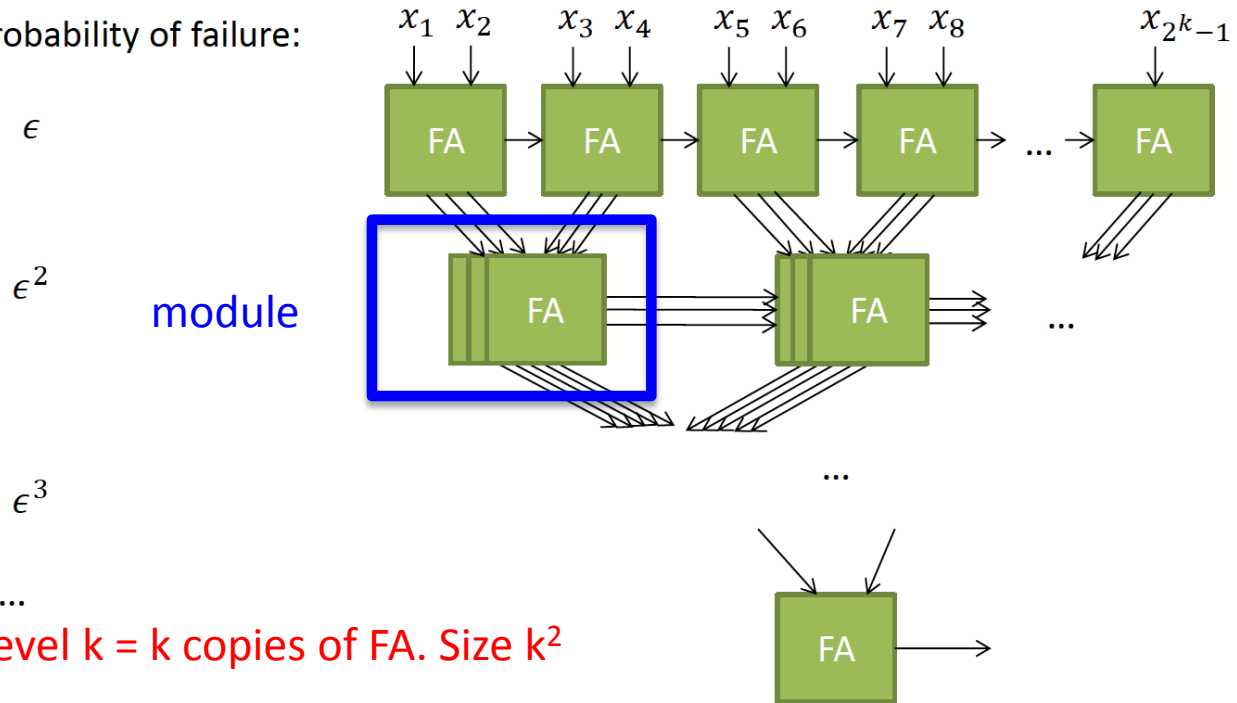 robability of failure:
x₁ x₂ x₃ x₄ x₅ x₆ x₇ x₈ x₂ᵏ₋₁
ϵ FA FA FA FA ... FA
ϵ² module FA FA ...
ϵ³ ...
...
evel k = k copies of FA. Size k²
FA